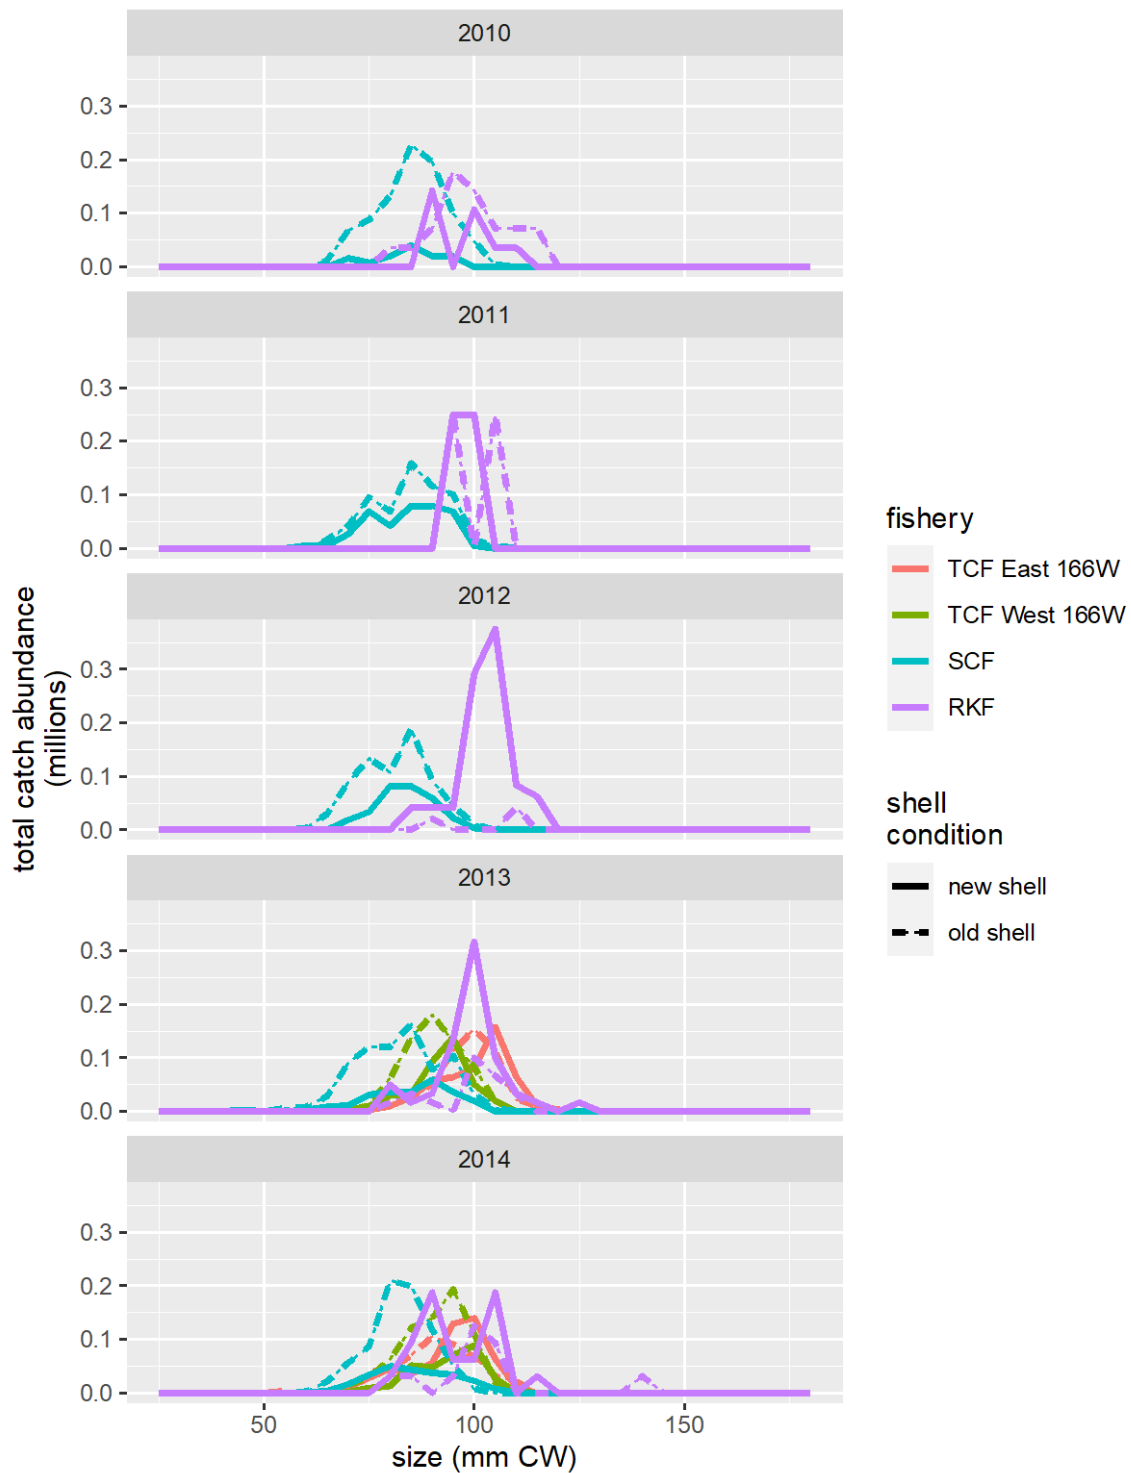 2010
0.3
0.2
0.1
0.0
2011
0.3
0.2
0.1
0.0
2012
0.3
0.2
0.1
0.0
2013
0.3
0.2
0.1
0.0
2014
0.3
0.2
0.1
0.0
50 100 150
size (mm CW)
total catch abundance
(millions)
fishery
TCF East 166W
TCF West 166W
SCF
RKF
shell
condition
new shell
old shell